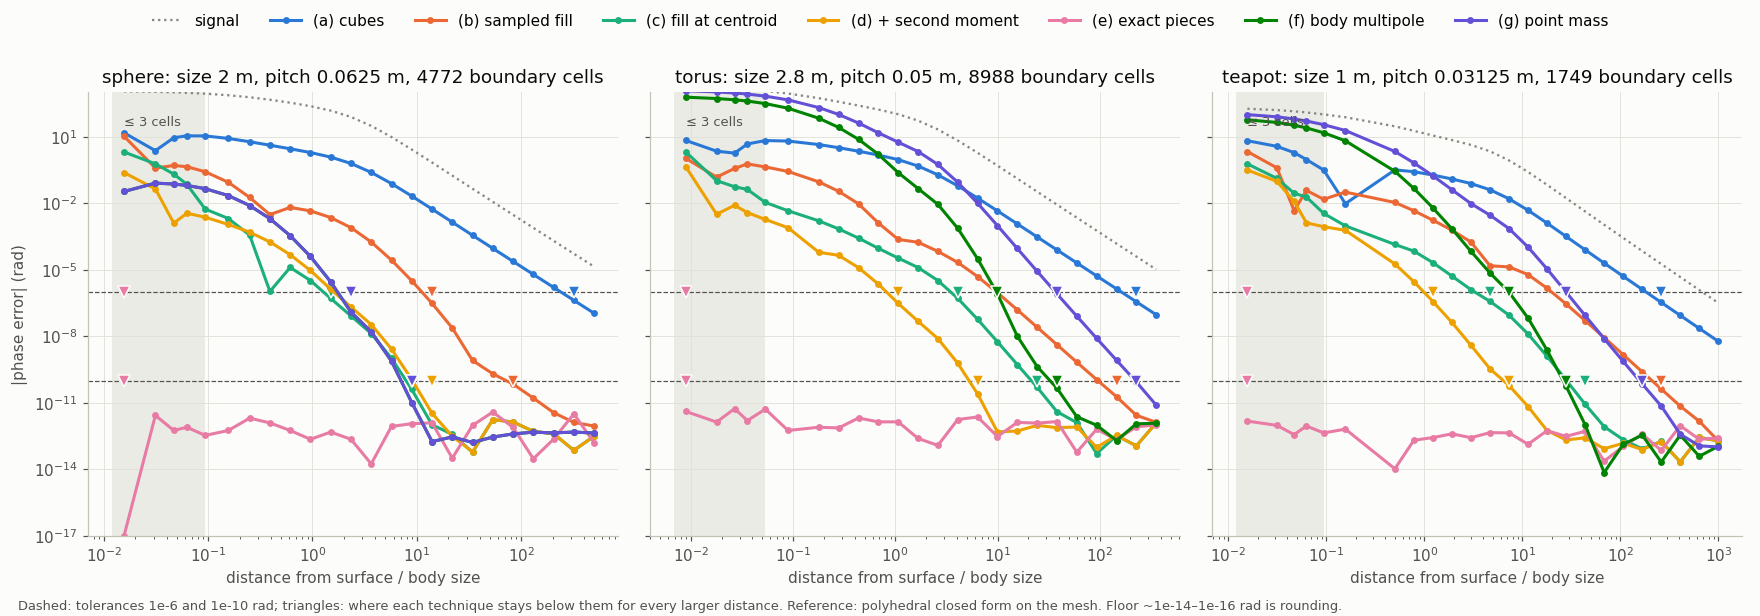 signal (a) cubes (b) sampled fill (c) fill at centroid (d) + second moment (e) exact pieces (f) body multipole (g) point mass
sphere: size 2 m, pitch 0.0625 m, 4772 boundary cells
torus: size 2.8 m, pitch 0.05 m, 8988 boundary cells
teapot: size 1 m, pitch 0.03125 m, 1749 boundary cells
≤ 3 cells
≤ 3 cells
≤ 3 cells
|phase error| (rad)
10¹
10⁻²
10⁻⁵
10⁻⁸
10⁻¹¹
10⁻¹⁴
10⁻¹⁷
10⁻² 10⁻¹ 10⁰ 10¹ 10²
10⁻² 10⁻¹ 10⁰ 10¹ 10²
10⁻² 10⁻¹ 10⁰ 10¹ 10² 10³
distance from surface / body size
distance from surface / body size
distance from surface / body size
Dashed: tolerances 1e-6 and 1e-10 rad; triangles: where each technique stays below them for every larger distance. Reference: polyhedral closed form on the mesh. Floor ~1e-14–1e-16 rad is rounding.